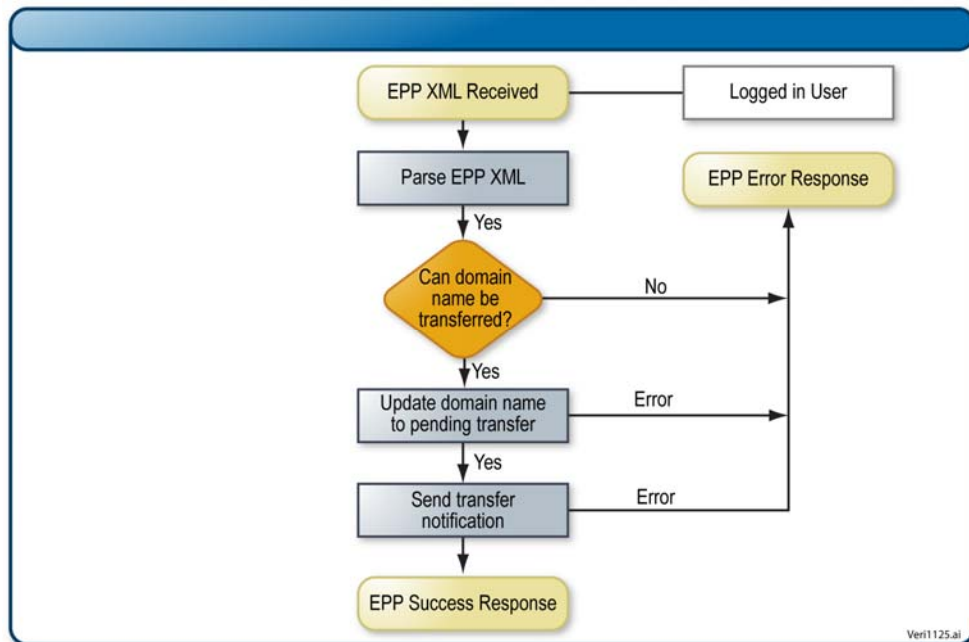 EPP XML Received
Logged in User
Parse EPP XML
EPP Error Response
Yes
Can domain
name be
transferred?
No
Yes
Update domain name
to pending transfer
Error
Yes
Send transfer
notification
Error
EPP Success Response
Veri1125.ai